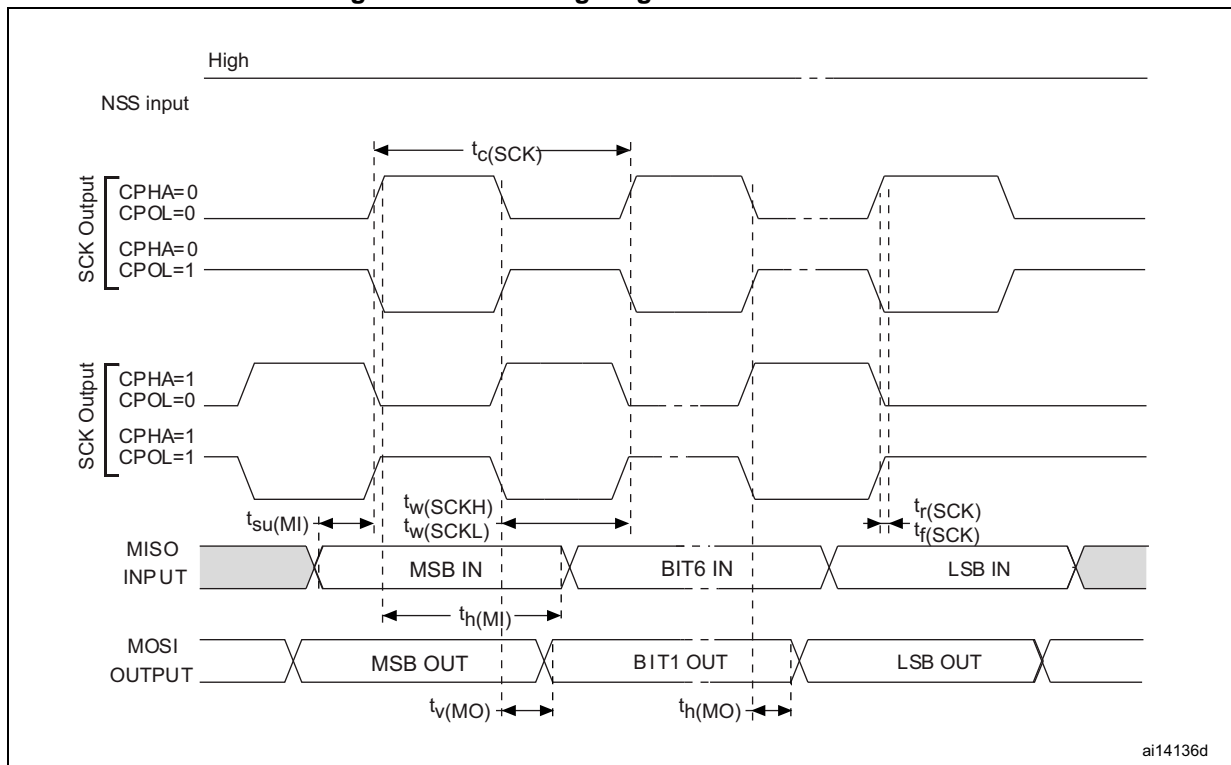 High
NSS input
tc(SCK)
SCK Output
CPHA=0
CPOL=0
CPHA=0
CPOL=1
SCK Output
CPHA=1
CPOL=0
CPHA=1
CPOL=1
tsu(MI)
tw(SCKH)
tw(SCKL)
tr(SCK)
tf(SCK)
MISO
INPUT
MSB IN
BIT6 IN
LSB IN
th(MI)
MOSI
OUTPUT
MSB OUT
BIT1 OUT
LSB OUT
tv(MO)
th(MO)
ai14136d